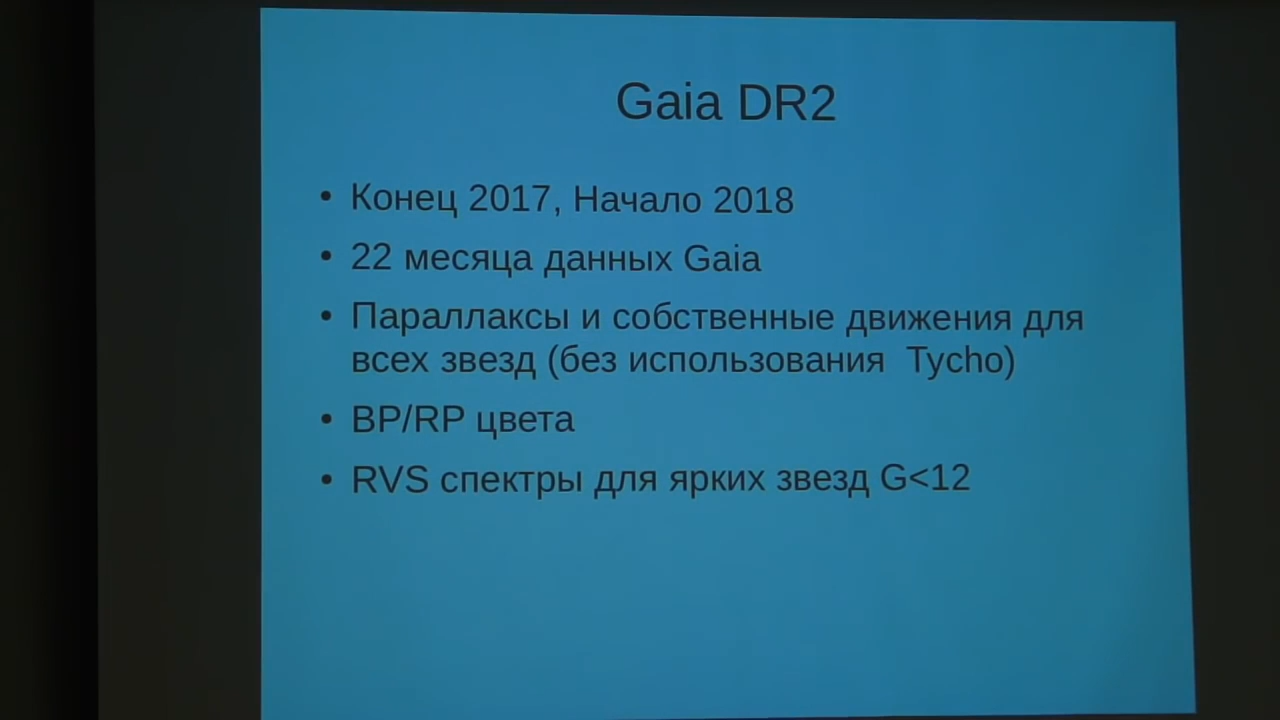 Gaia DR2
• Конец 2017, Начало 2018
• 22 месяца данных Gaia
• Параллаксы и собственные движения для
всех звезд (без использования Tycho)
• BP/RP цвета
• RVS спектры для ярких звезд G<12